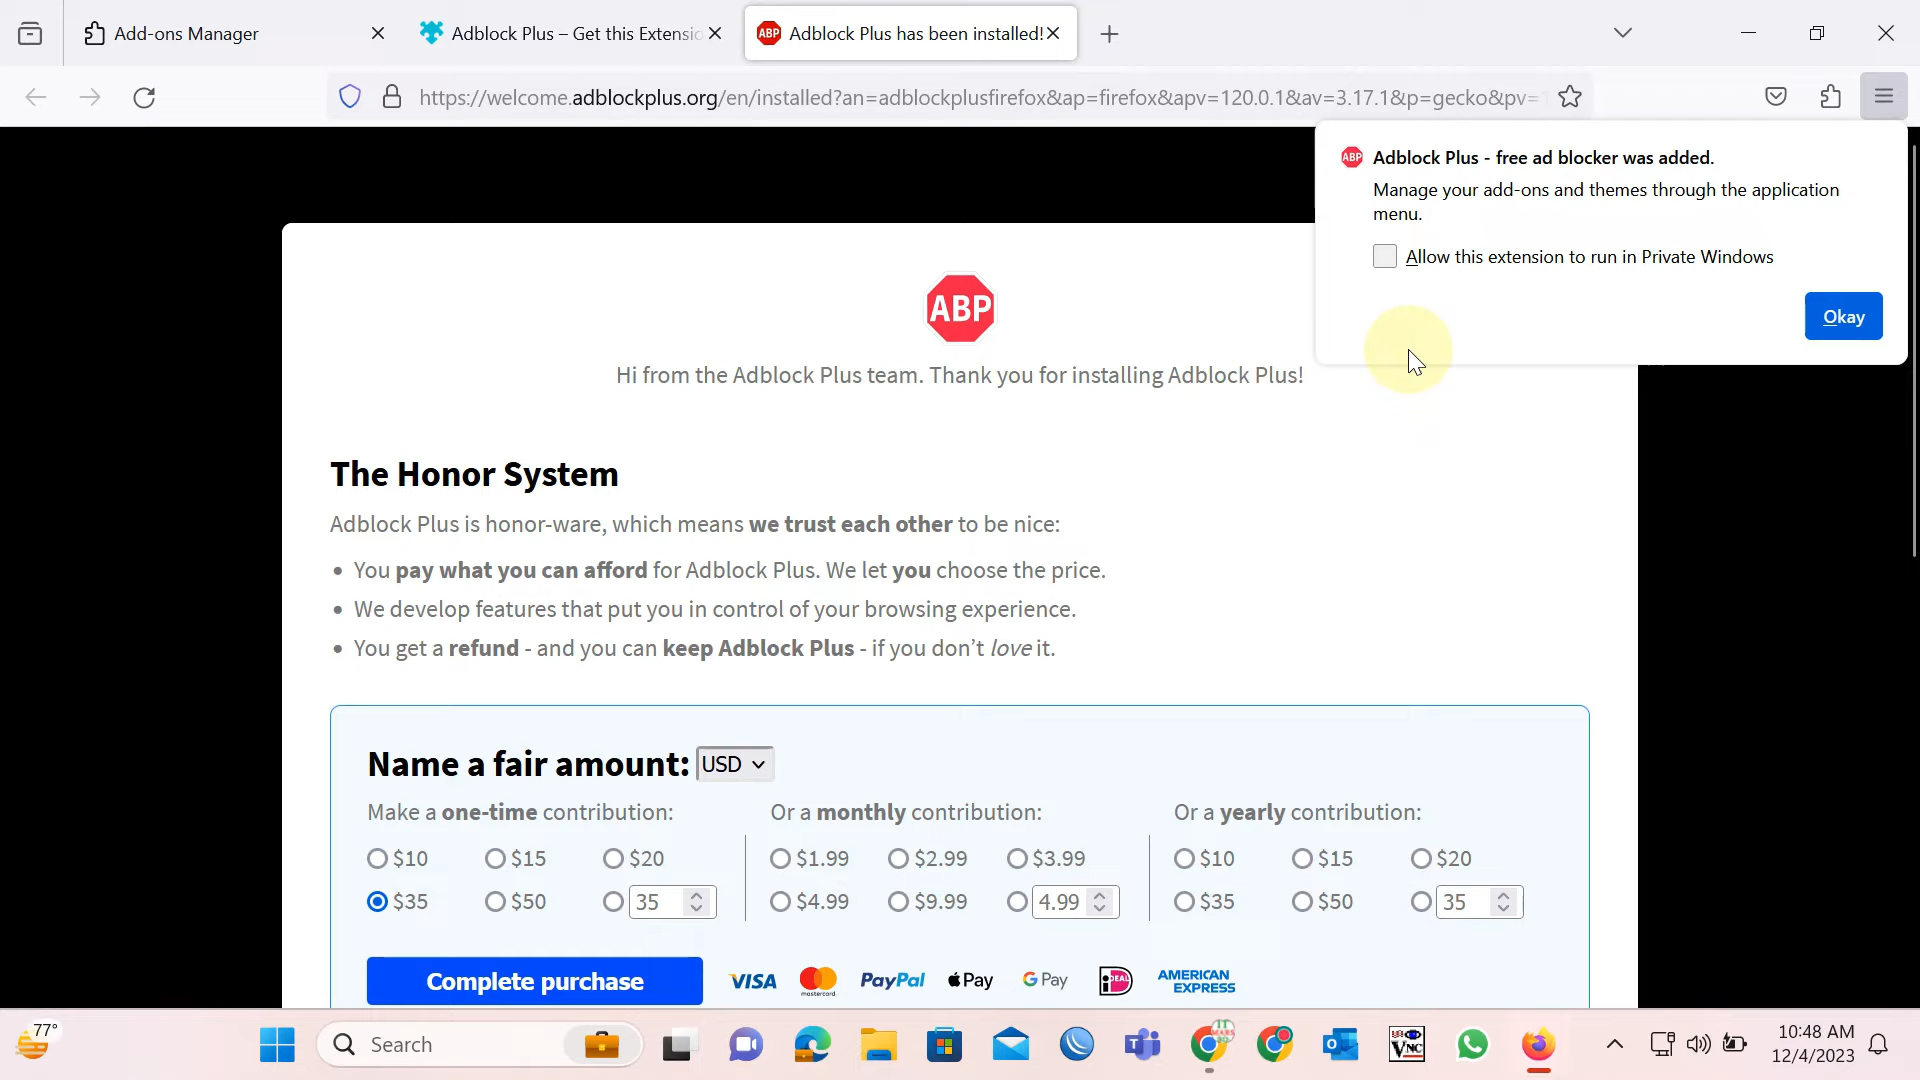 Add-ons Manager
Adblock Plus – Get this Extensio
ABP Adblock Plus has been installed!
https://welcome.adblockplus.org/en/installed?an=adblockplusfirefox&ap=firefox&apv=120.0.1&av=3.17.1&p=gecko&pv=
ABP Adblock Plus - free ad blocker was added.
Manage your add-ons and themes through the application
menu.
Allow this extension to run in Private Windows
Okay
ABP
Hi from the Adblock Plus team. Thank you for installing Adblock Plus!
The Honor System
Adblock Plus is honor-ware, which means we trust each other to be nice:
• You pay what you can afford for Adblock Plus. We let you choose the price.
• We develop features that put you in control of your browsing experience.
• You get a refund - and you can keep Adblock Plus - if you don’t love it.
Name a fair amount: USD
Make a one-time contribution:
Or a monthly contribution:
Or a yearly contribution:
$10 $15 $20 $1.99 $2.99 $3.99 $10 $15 $20
$35 $50 35 $4.99 $9.99 4.99 $35 $50 35
Complete purchase VISA mastercard PayPal Pay G Pay iDEAL AMERICAN EXPRESS
77°
Search
VNC
10:48 AM
12/4/2023